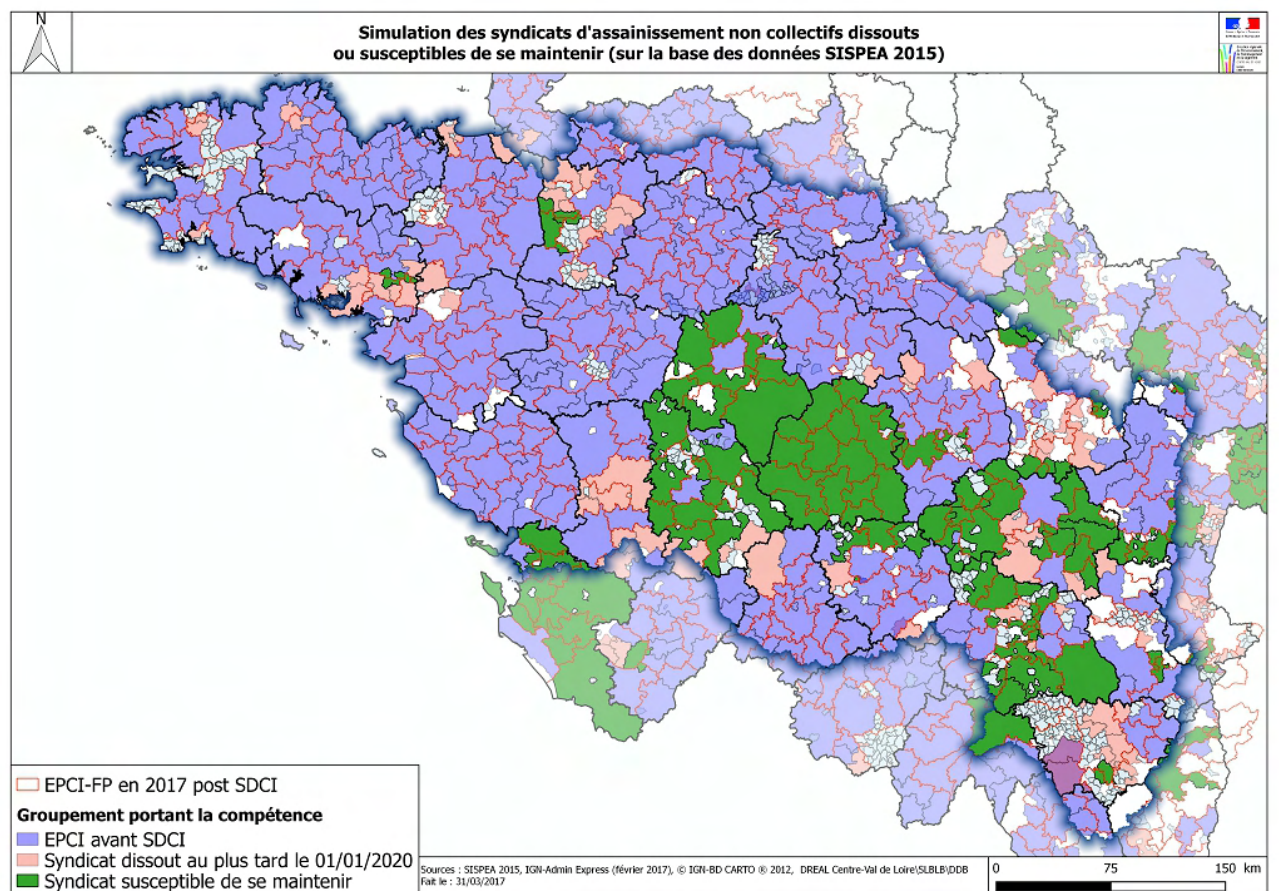 N
Simulation des syndicats d'assainissement non collectifs dissouts
ou susceptibles de se maintenir (sur la base des données SISPEA 2015)
EPCI-FP en 2017 post SDCI
Groupement portant la compétence
EPCI avant SDCI
Syndicat dissout au plus tard le 01/01/2020
Syndicat susceptible de se maintenir
Sources : SISPEA 2015, IGN-Admin Express (février 2017), © IGN-BD CARTO ® 2012, DREAL Centre-Val de Loire\SLBLB\DDB
Fait le : 31/03/2017
0 75 150 km